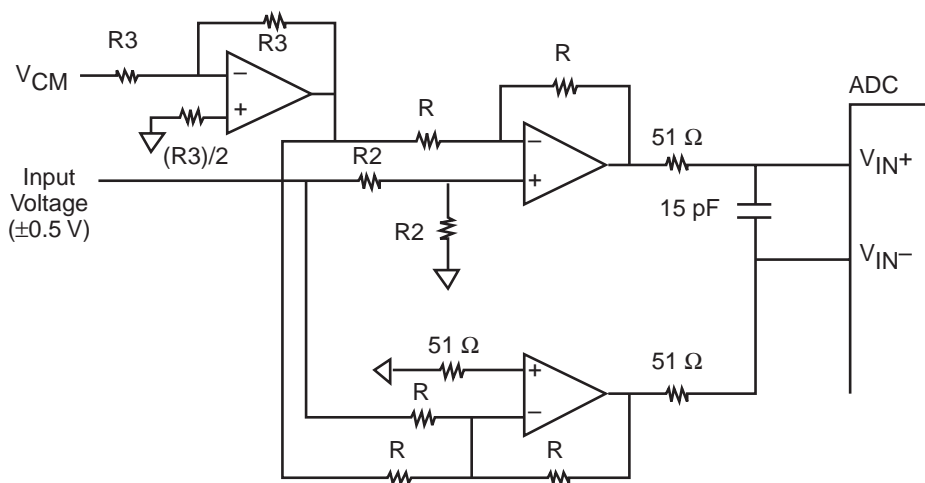 R3
R3
VCM
−
+
(R3)/2
R
R
ADC
51 Ω
−
+
VIN+
R2
Input
Voltage
(±0.5 V)
15 pF
R2
VIN−
51 Ω
51 Ω
+
−
R
R
R